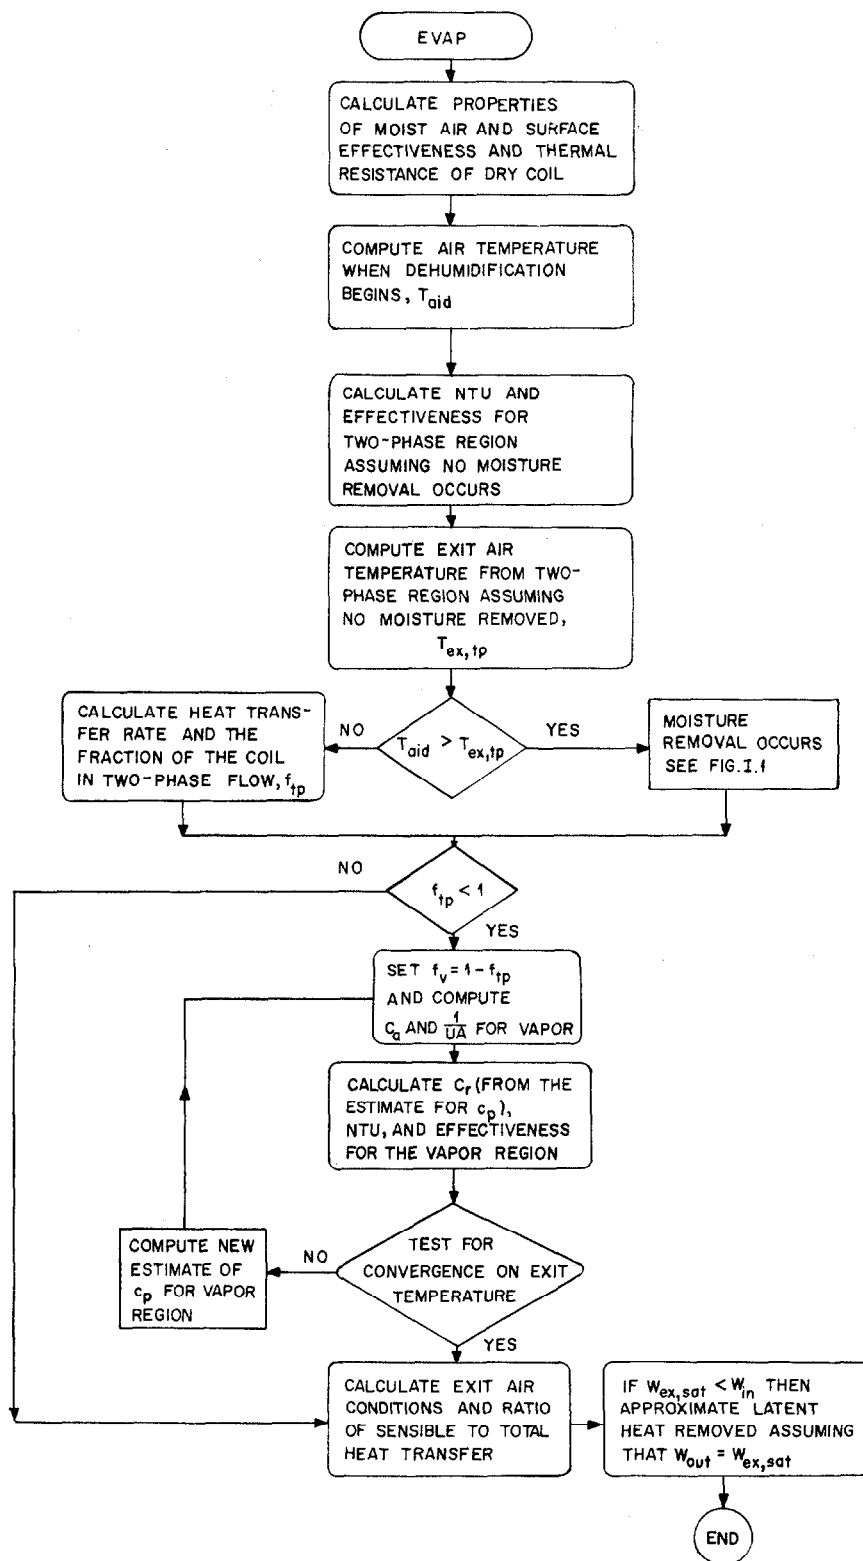 EVAP
CALCULATE PROPERTIES
OF MOIST AIR AND SURFACE
EFFECTIVENESS AND THERMAL
RESISTANCE OF DRY COIL
COMPUTE AIR TEMPERATURE
WHEN DEHUMIDIFICATION
BEGINS, T_aid
CALCULATE NTU AND
EFFECTIVENESS FOR
TWO-PHASE REGION
ASSUMING NO MOISTURE
REMOVAL OCCURS
COMPUTE EXIT AIR
TEMPERATURE FROM TWO-
PHASE REGION ASSUMING
NO MOISTURE REMOVED,
T_ex,tp
T_aid > T_ex,tp
NO
CALCULATE HEAT TRANS-
FER RATE AND THE
FRACTION OF THE COIL
IN TWO-PHASE FLOW, f_tp
YES
MOISTURE
REMOVAL OCCURS
SEE FIG.I.1
f_tp < 1
NO
YES
SET f_v = 1 - f_tp
AND COMPUTE
C_a AND 1/UA FOR VAPOR
CALCULATE C_r (FROM THE
ESTIMATE FOR c_p),
NTU, AND EFFECTIVENESS
FOR THE VAPOR REGION
TEST FOR
CONVERGENCE ON EXIT
TEMPERATURE
NO
COMPUTE NEW
ESTIMATE OF
c_p FOR VAPOR
REGION
YES
CALCULATE EXIT AIR
CONDITIONS AND RATIO
OF SENSIBLE TO TOTAL
HEAT TRANSFER
IF W_ex,sat < W_in THEN
APPROXIMATE LATENT
HEAT REMOVED ASSUMING
THAT W_out = W_ex,sat
END